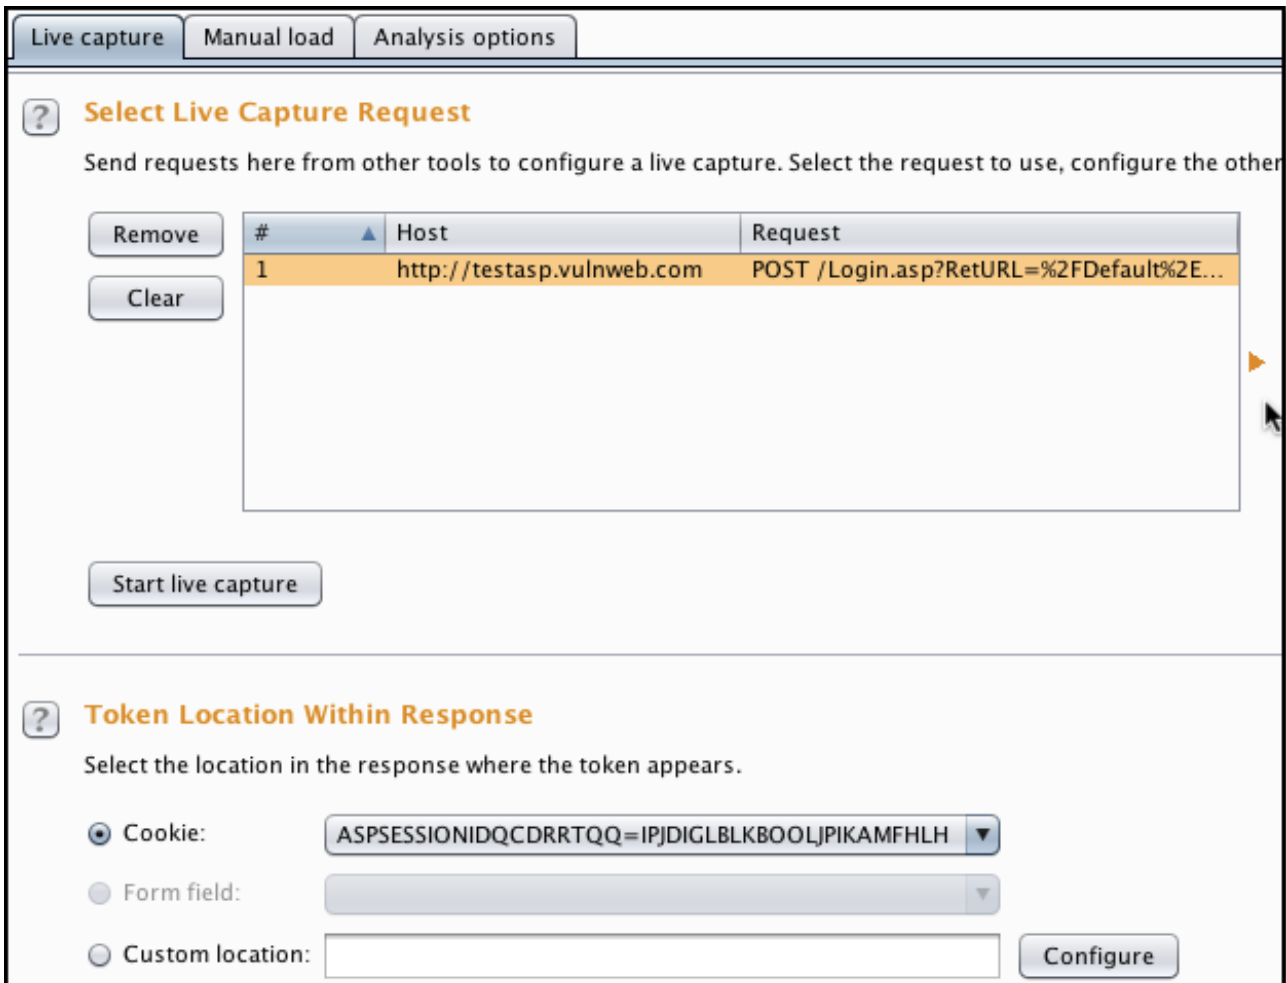 Live capture Manual load Analysis options
? Select Live Capture Request
Send requests here from other tools to configure a live capture. Select the request to use, configure the other
Remove
Clear
# Host Request
1 http://testasp.vulnweb.com POST /Login.asp?RetURL=%2FDefault%2E...
Start live capture
? Token Location Within Response
Select the location in the response where the token appears.
Cookie: ASPSESSIONIDQCDRRTQQ=IPJDIGLBLKBOOLJPIKAMFHLH
Form field:
Custom location: Configure